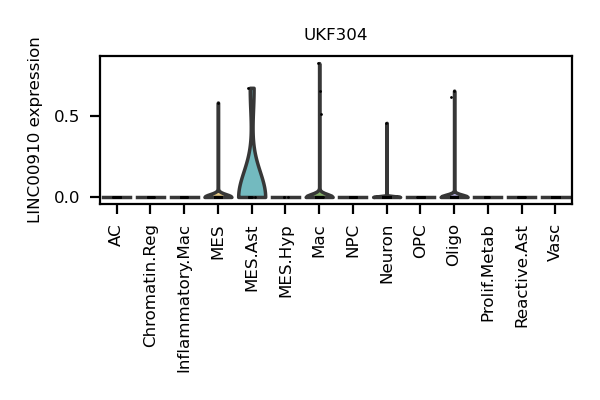 UKF304
LINC00910 expression
0.5
0.0
AC
Chromatin.Reg
Inflammatory.Mac
MES
MES.Ast
MES.Hyp
Mac
NPC
Neuron
OPC
Oligo
Prolif.Metab
Reactive.Ast
Vasc